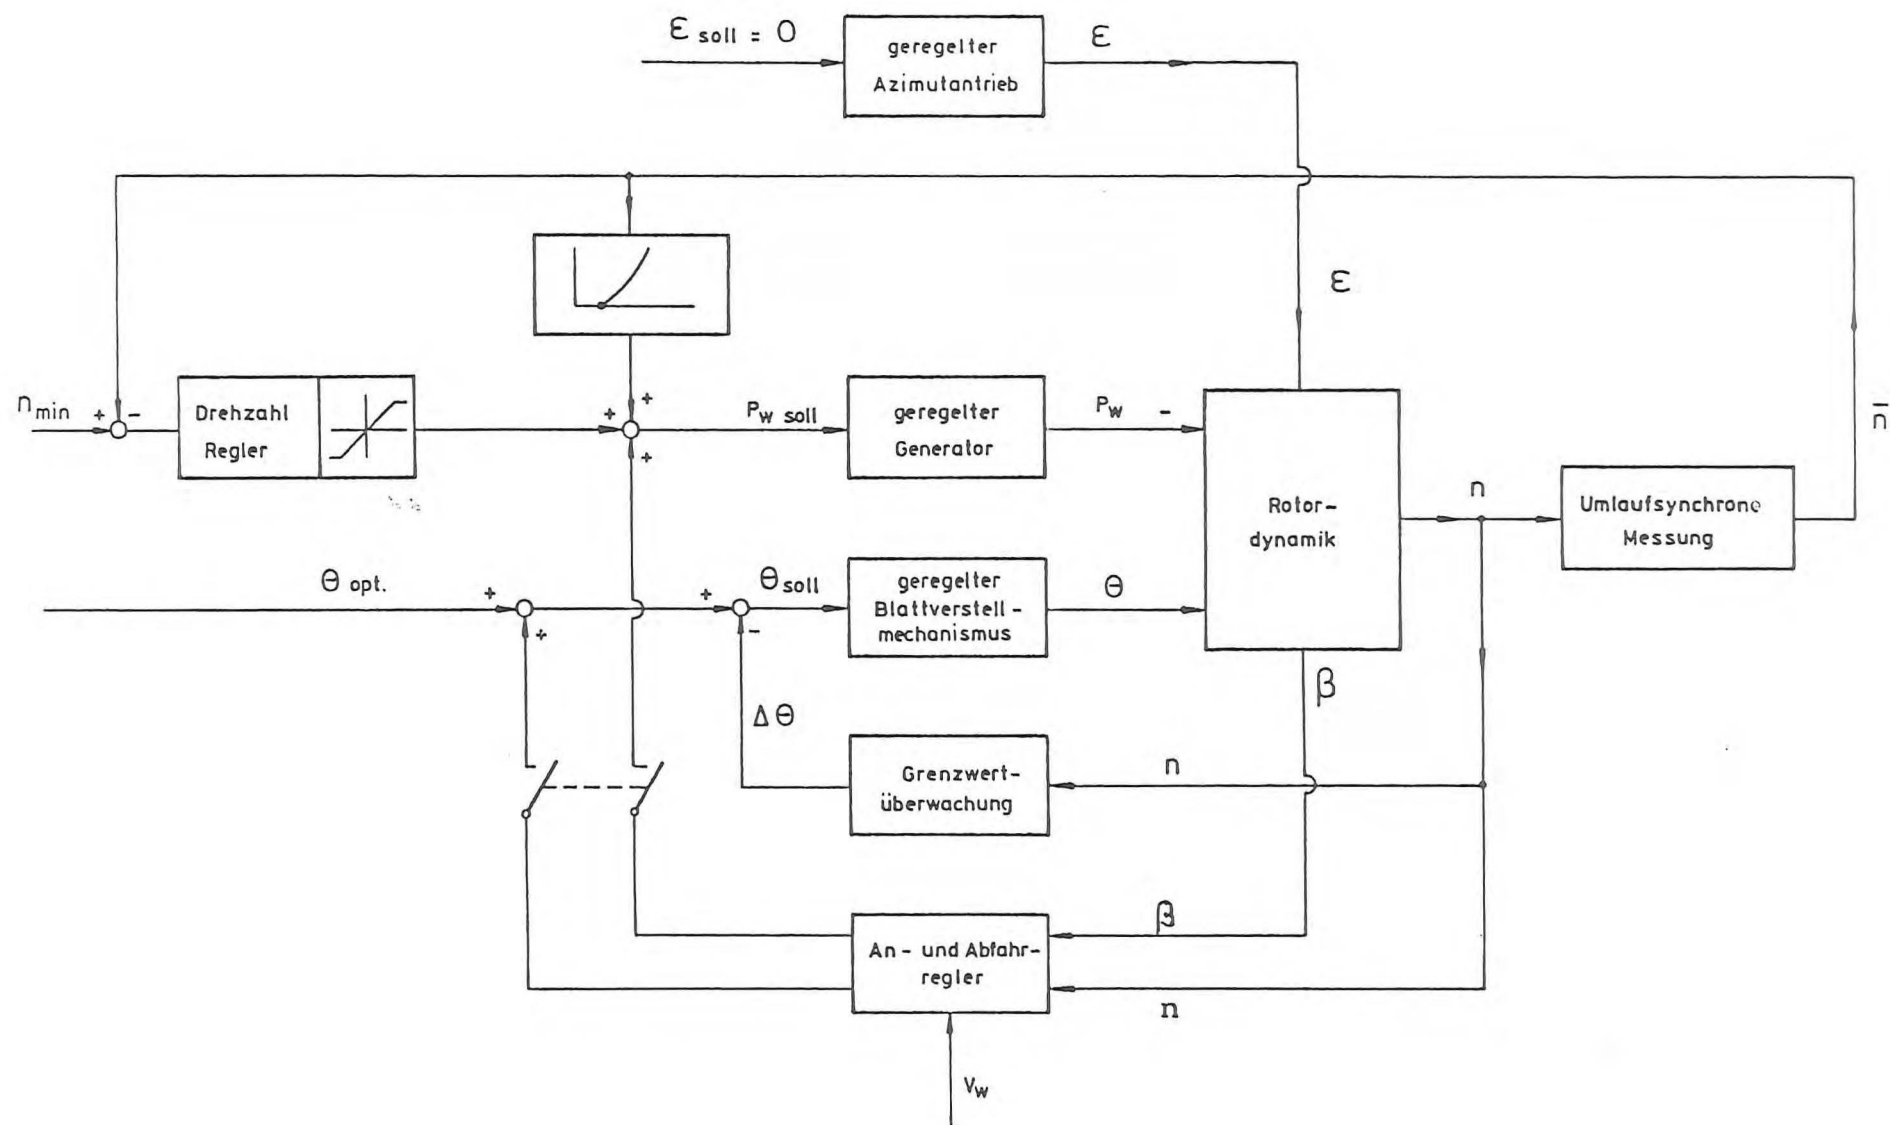 ε soll = 0
geregelter
Azimutantrieb
ε
ε
n min
+
-
Drehzahl
Regler
+
+
+
P W soll
geregelter
Generator
P W
-
Rotor-
dynamik
n
Umlaufsynchrone
Messung
n̄
Θ opt.
+
+
+
-
Θ soll
geregelter
Blattverstell-
mechanismus
Θ
β
ΔΘ
Grenzwert-
überwachung
n
β
An- und Abfahr-
regler
n
V W